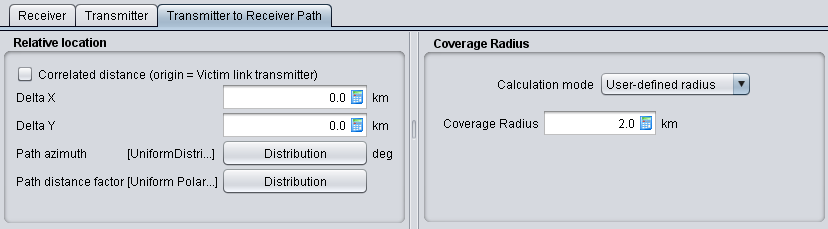 Receiver Transmitter Transmitter to Receiver Path
Relative location
Correlated distance (origin = Victim link transmitter)
Delta X 0.0 km
Delta Y 0.0 km
Path azimuth [UniformDistri...] Distribution deg
Path distance factor [Uniform Polar...] Distribution
Coverage Radius
Calculation mode User-defined radius
Coverage Radius 2.0 km